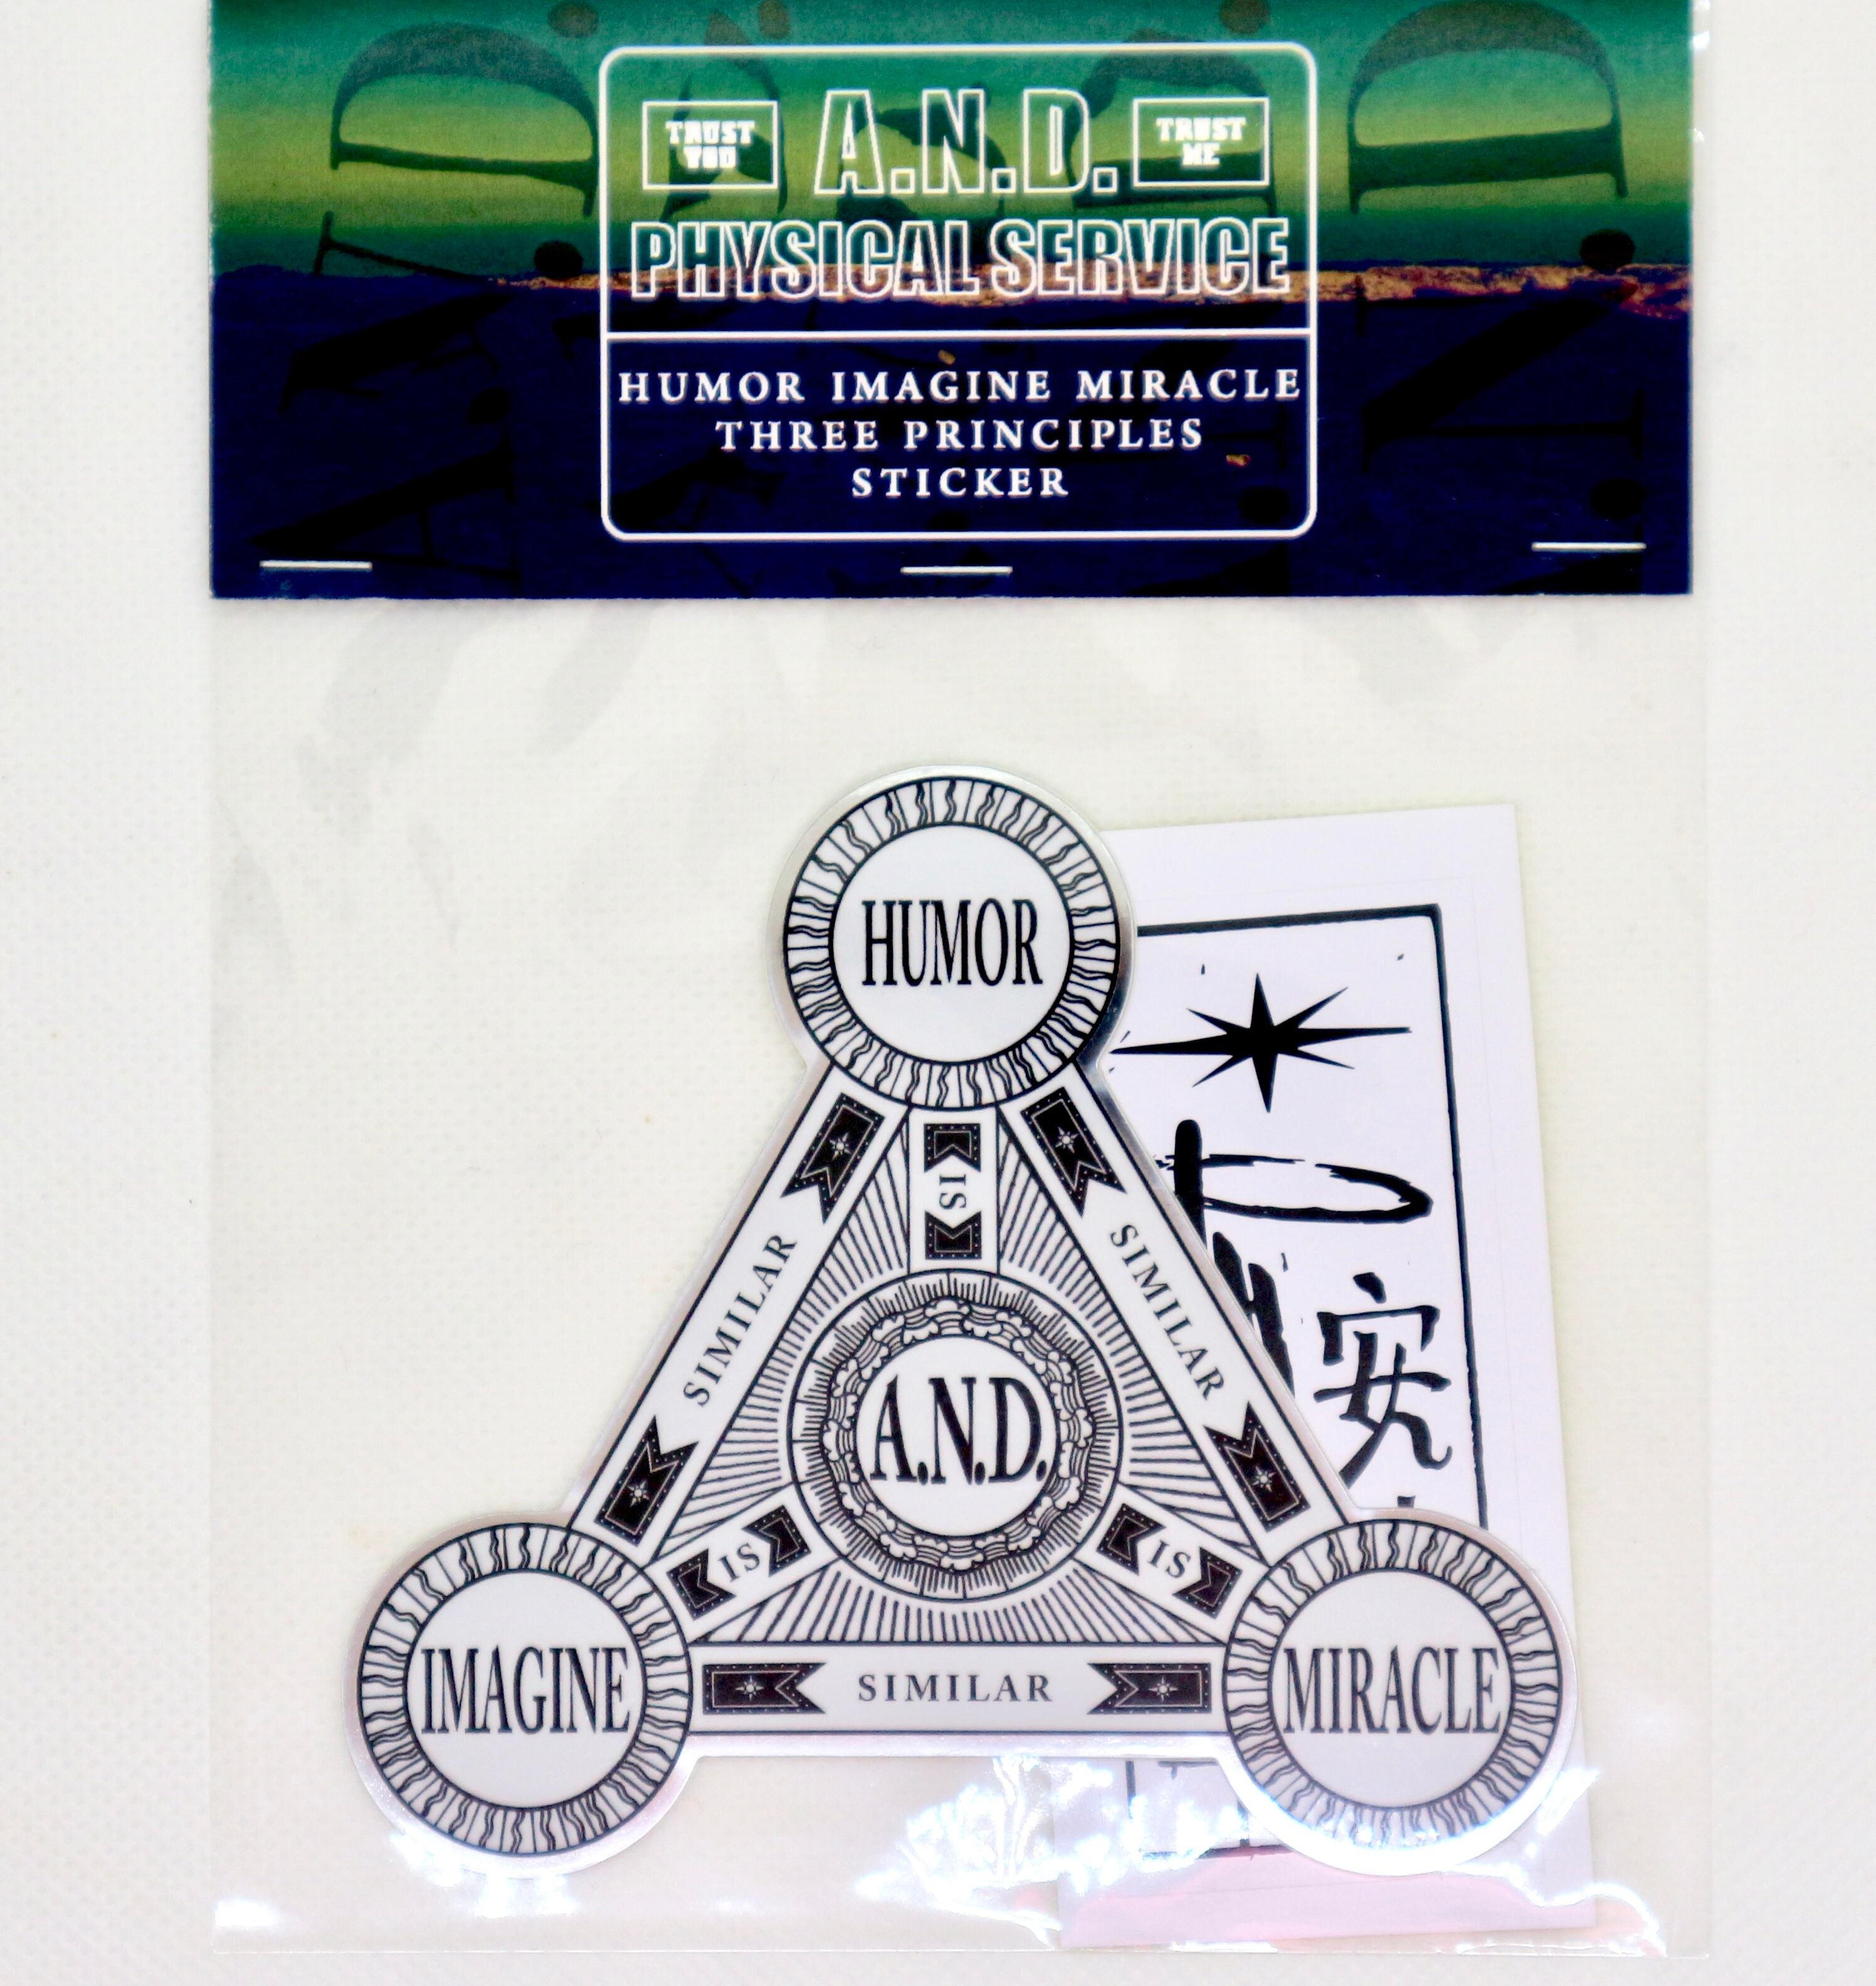 TRUST
YOU
A.N.D.
TRUST
ME
PHYSICAL SERVICE
HUMOR IMAGINE MIRACLE
THREE PRINCIPLES
STICKER
HUMOR
IS
SIMILAR
SIMILAR
安
A.N.D.
IS
IS
IMAGINE
SIMILAR
MIRACLE